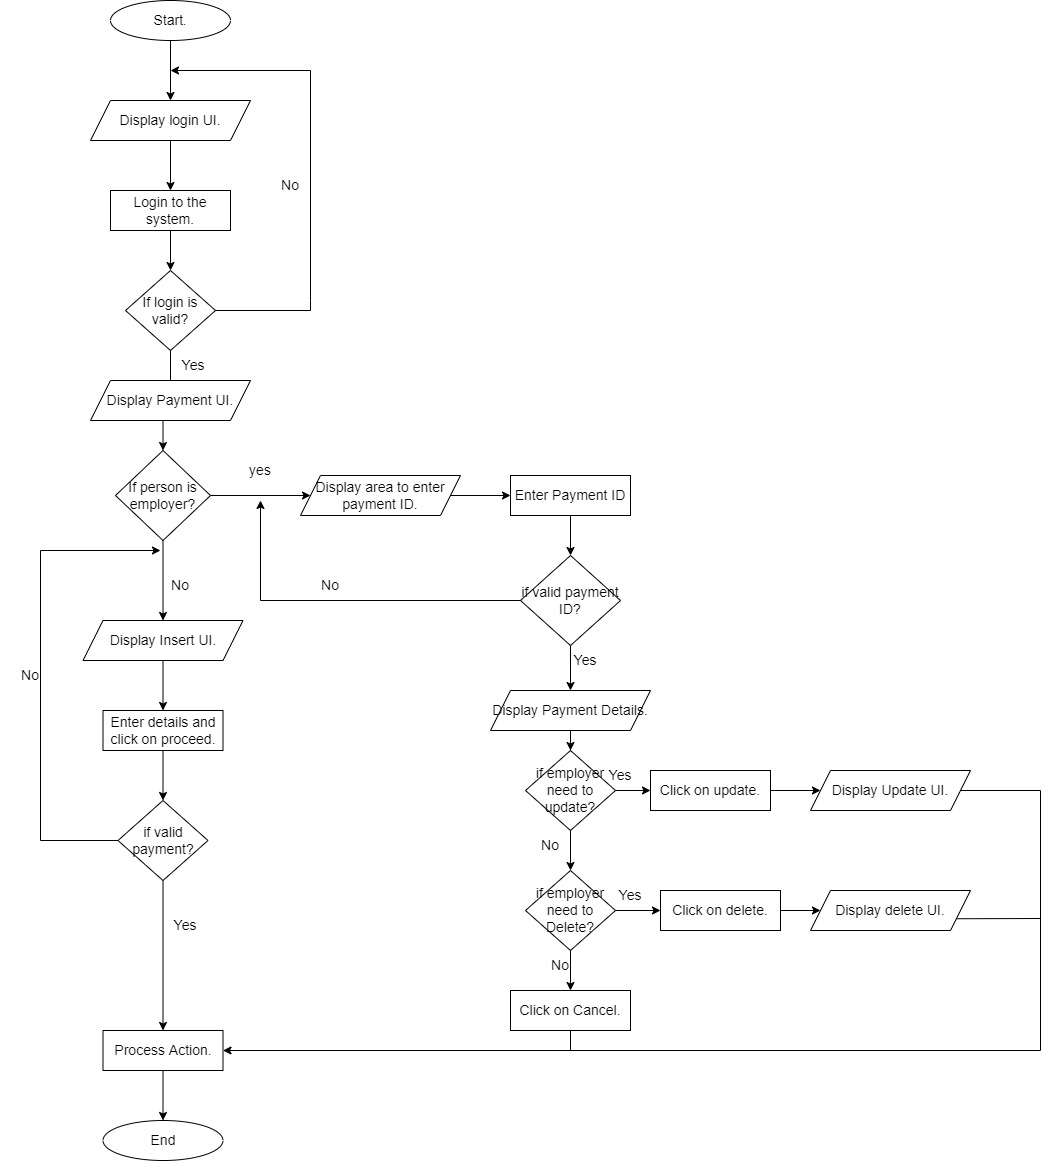 Start.
Display login UI.
No
Login to the
system.
If login is
valid?
Yes
Display Payment UI.
yes
If person is
employer?
Display area to enter
payment ID.
Enter Payment ID
No
No
if valid payment
ID?
Display Insert UI.
Yes
No
Enter details and
click on proceed.
Display Payment Details.
if employer
need to
update?
Yes
Click on update.
Display Update UI.
if valid
payment?
No
if employer
need to
Delete?
Yes
Click on delete.
Display delete UI.
Yes
No
Click on Cancel.
Process Action.
End